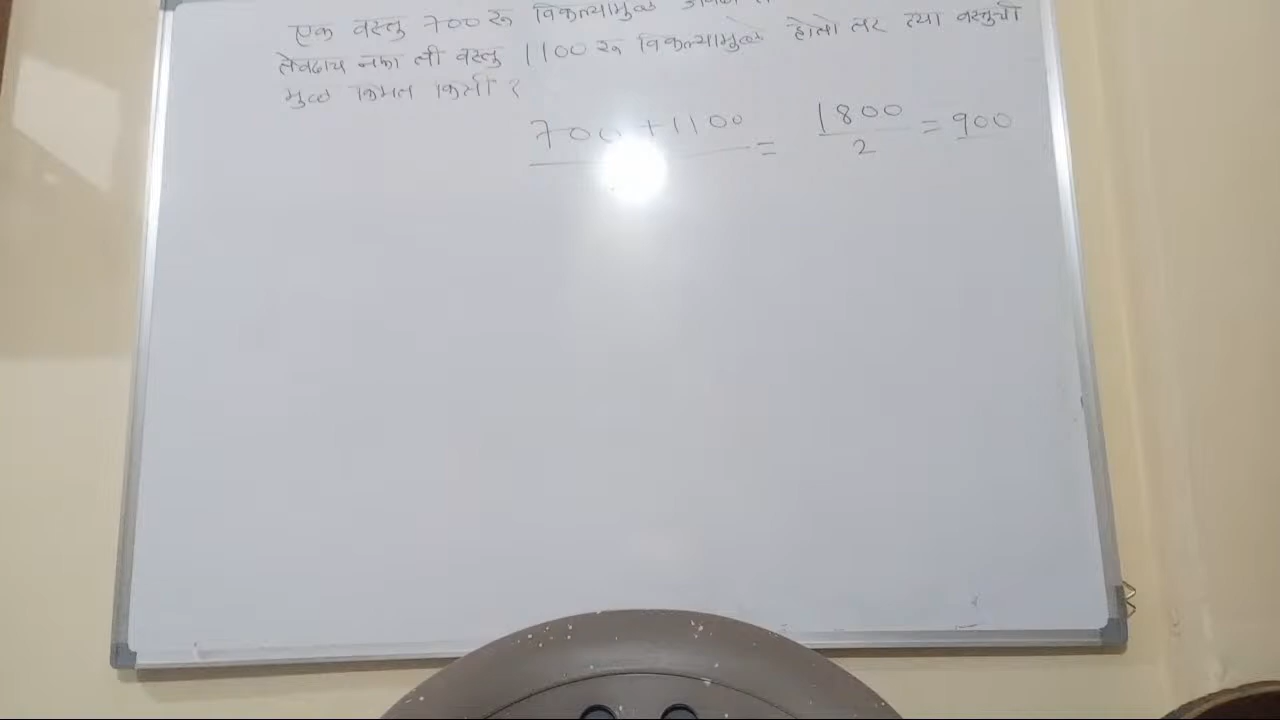 एक वस्तू 700 रू विकल्यामुळे
तेवढाच नफा ती वस्तू 1100 रू विकल्यामुळे होतो तर त्या वस्तुची
मुळ किंमत किती ?
700 + 1100 = 1800 / 2 = 900